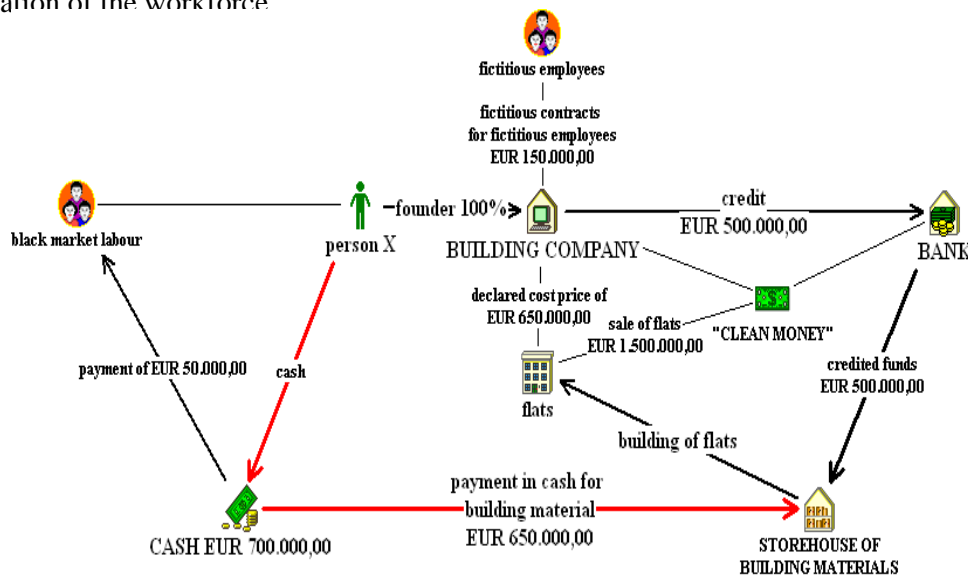 ation of the workforce
fictitious employees
fictitious contracts
for fictitious employees
EUR 150.000,00
black market labour
person X
founder 100%
BUILDING COMPANY
credit
EUR 500.000,00
BANK
declared cost price of
EUR 650.000,00
sale of flats
EUR 1.500.000,00
"CLEAN MONEY"
payment of EUR 50.000,00
cash
credited funds
EUR 500.000,00
flats
building of flats
payment in cash for
building material
EUR 650.000,00
CASH EUR 700.000,00
STOREHOUSE OF
BUILDING MATERIALS